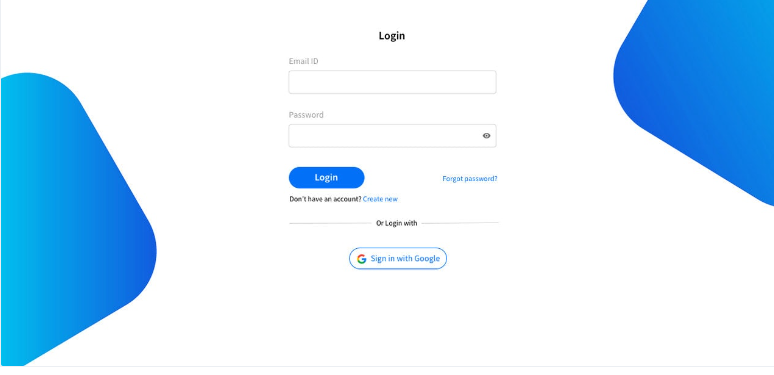 Login
Email ID
Password
Login
Forgot password?
Don't have an account? Create new
Or Login with
Sign in with Google